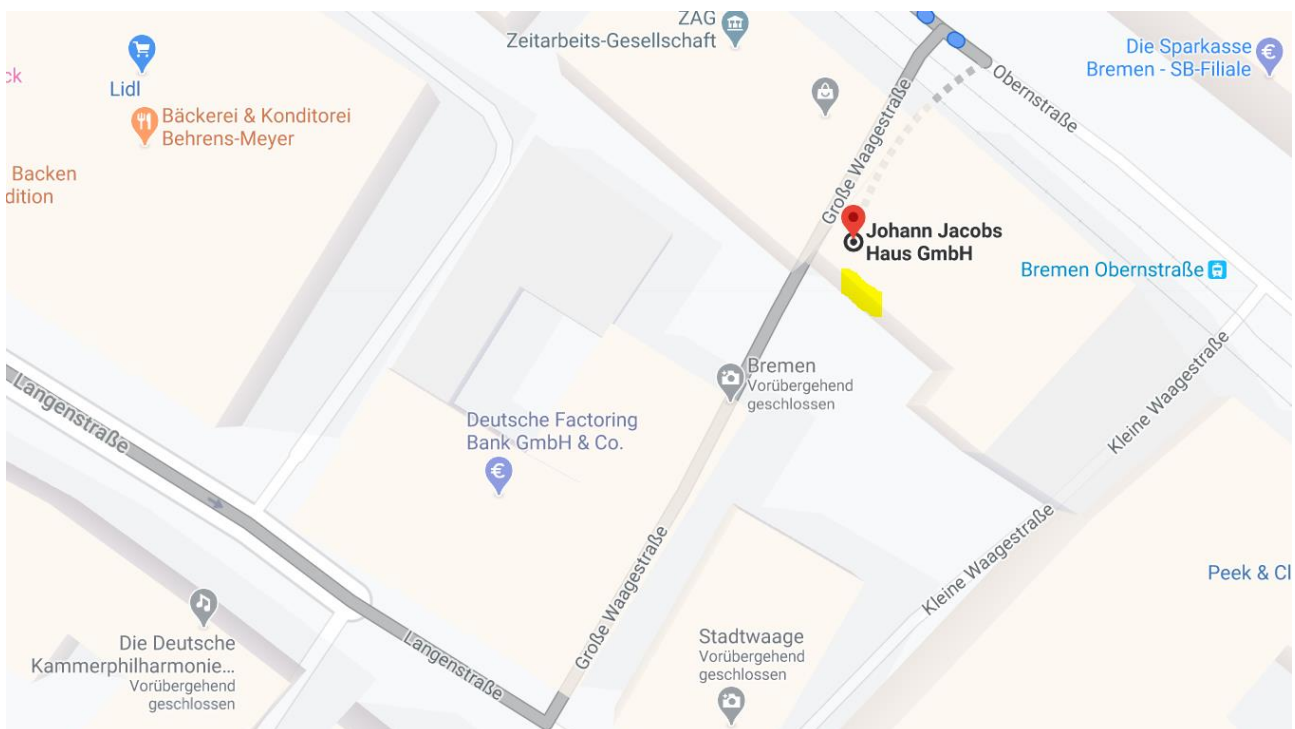 ZAG
Zeitarbeits-Gesellschaft
Die Sparkasse
Bremen - SB-Filiale
ck
Lidl
Bäckerei & Konditorei
Behrens-Meyer
Obernstraße
Backen
dition
Große Waagestraße
Johann Jacobs
Haus GmbH
Bremen Obernstraße
Bremen
Vorübergehend
geschlossen
Kleine Waagestraße
Langenstraße
Deutsche Factoring
Bank GmbH & Co.
Kleine Waagestraße
Große Waagestraße
Peek & Cl
Die Deutsche
Kammerphilharmonie...
Vorübergehend
geschlossen
Langenstraße
Stadtwaage
Vorübergehend
geschlossen